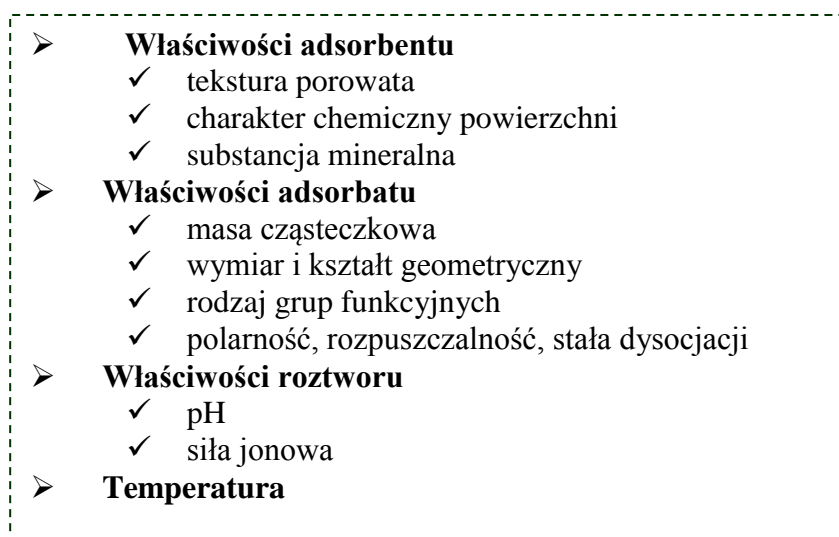 ➢ Właściwości adsorbentu
✓ tekstura porowata
✓ charakter chemiczny powierzchni
✓ substancja mineralna
➢ Właściwości adsorbatu
✓ masa cząsteczkowa
✓ wymiar i kształt geometryczny
✓ rodzaj grup funkcyjnych
✓ polarność, rozpuszczalność, stała dysocjacji
➢ Właściwości roztworu
✓ pH
✓ siła jonowa
➢ Temperatura